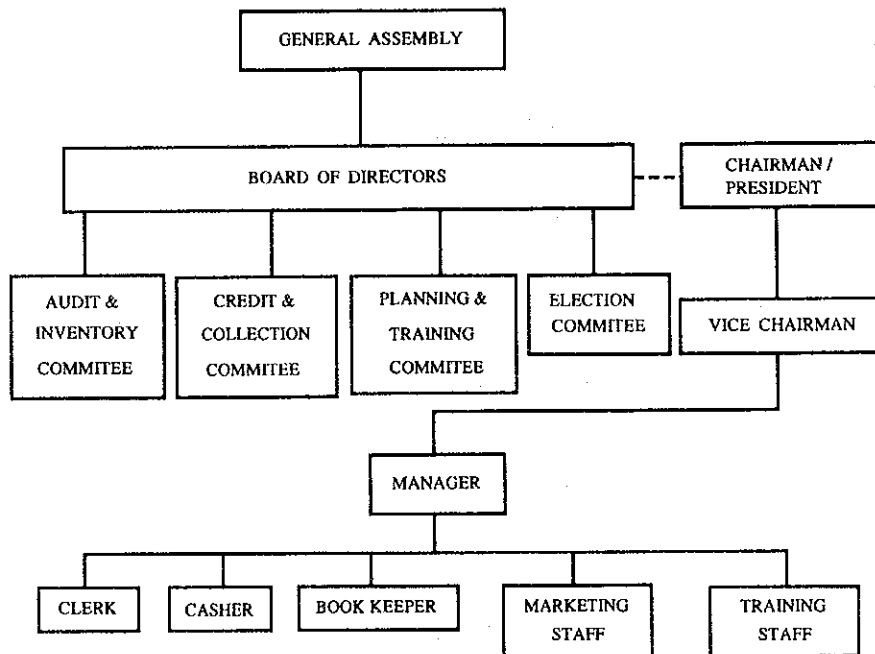 GENERAL ASSEMBLY
BOARD OF DIRECTORS
CHAIRMAN /
PRESIDENT
AUDIT &
INVENTORY
COMMITEE
CREDIT &
COLLECTION
COMMITEE
PLANNING &
TRAINING
COMMITEE
ELECTION
COMMITEE
VICE CHAIRMAN
MANAGER
CLERK
CASHER
BOOK KEEPER
MARKETING
STAFF
TRAINING
STAFF